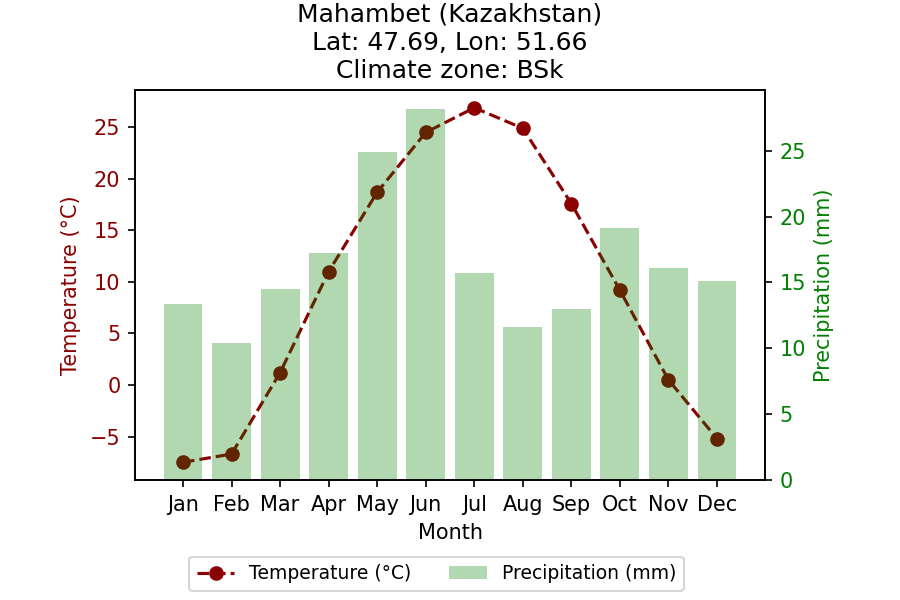 Mahambet (Kazakhstan)
Lat: 47.69, Lon: 51.66
Climate zone: BSk
25
20
15
10
5
0
−5
Temperature (°C)
25
20
15
10
5
0
Precipitation (mm)
Jan Feb Mar Apr May Jun Jul Aug Sep Oct Nov Dec
Month
Temperature (°C) Precipitation (mm)